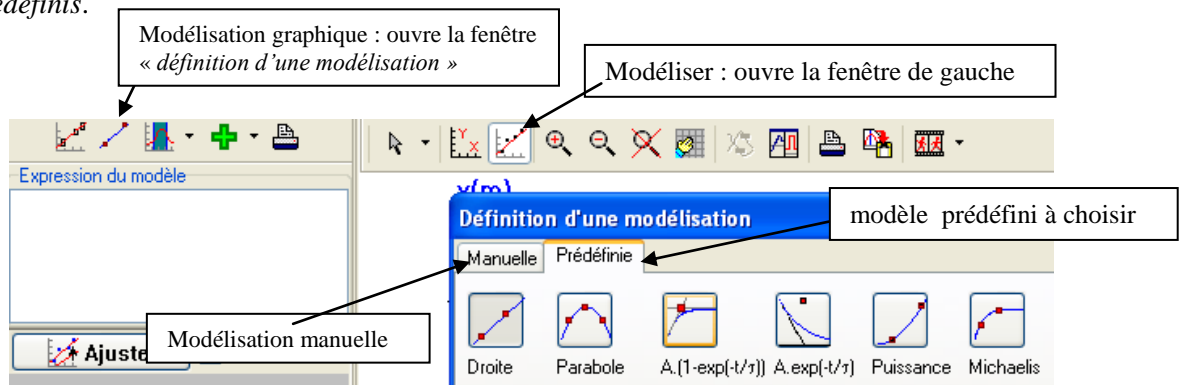 édéfinis.
Modélisation graphique : ouvre la fenêtre
« définition d’une modélisation »
Modéliser : ouvre la fenêtre de gauche
Expression du modèle
y(m)
Définition d'une modélisation
modèle prédéfini à choisir
Manuelle Prédéfinie
Modélisation manuelle
Ajuste
Droite Parabole A.(1-exp(-t/τ)) A.exp(-t/τ) Puissance Michaelis